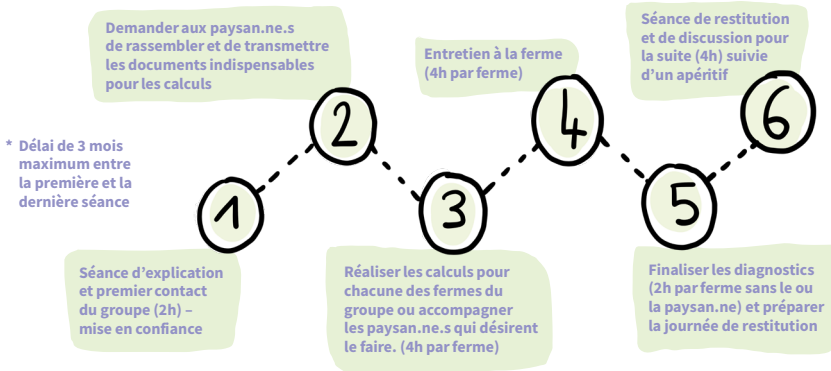 Demander aux paysan.ne.s
de rassembler et de transmettre
les documents indispensables
pour les calculs
Entretien à la ferme
(4h par ferme)
Séance de restitution
et de discussion pour
la suite (4h) suivie
d'un apéritif
* Délai de 3 mois
maximum entre
la première et la
dernière séance
1
2
3
4
5
6
Séance d'explication
et premier contact
du groupe (2h) –
mise en confiance
Réaliser les calculs pour
chacune des fermes du
groupe ou accompagner
les paysan.ne.s qui désirent
le faire. (4h par ferme)
Finaliser les diagnostics
(2h par ferme sans le ou
la paysan.ne) et préparer
la journée de restitution